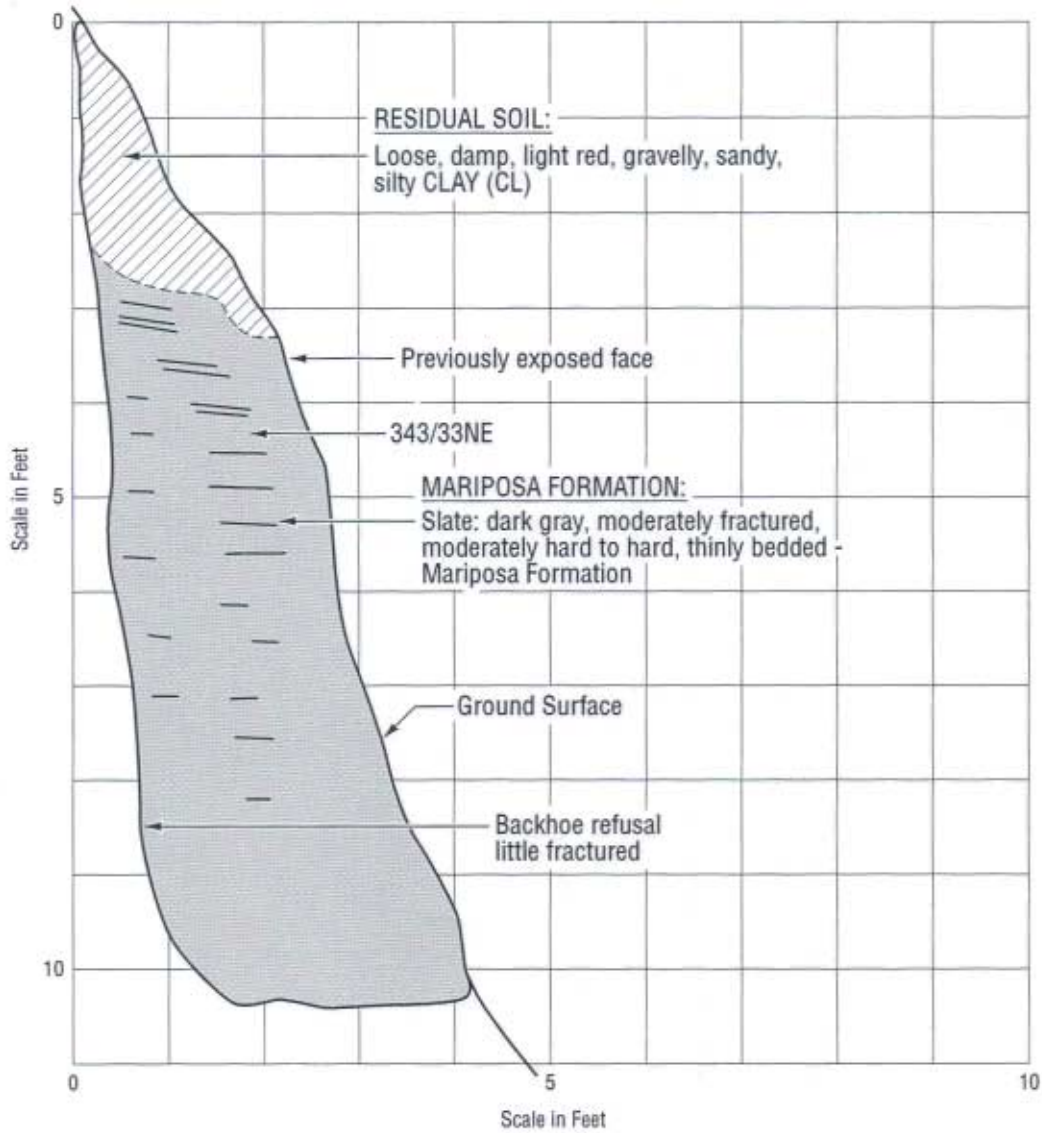 0
RESIDUAL SOIL:
Loose, damp, light red, gravelly, sandy,
silty CLAY (CL)
Previously exposed face
343/33NE
MARIPOSA FORMATION:
5
Slate: dark gray, moderately fractured,
moderately hard to hard, thinly bedded -
Mariposa Formation
Scale in Feet
Ground Surface
Backhoe refusal
little fractured
10
0
5
10
Scale in Feet